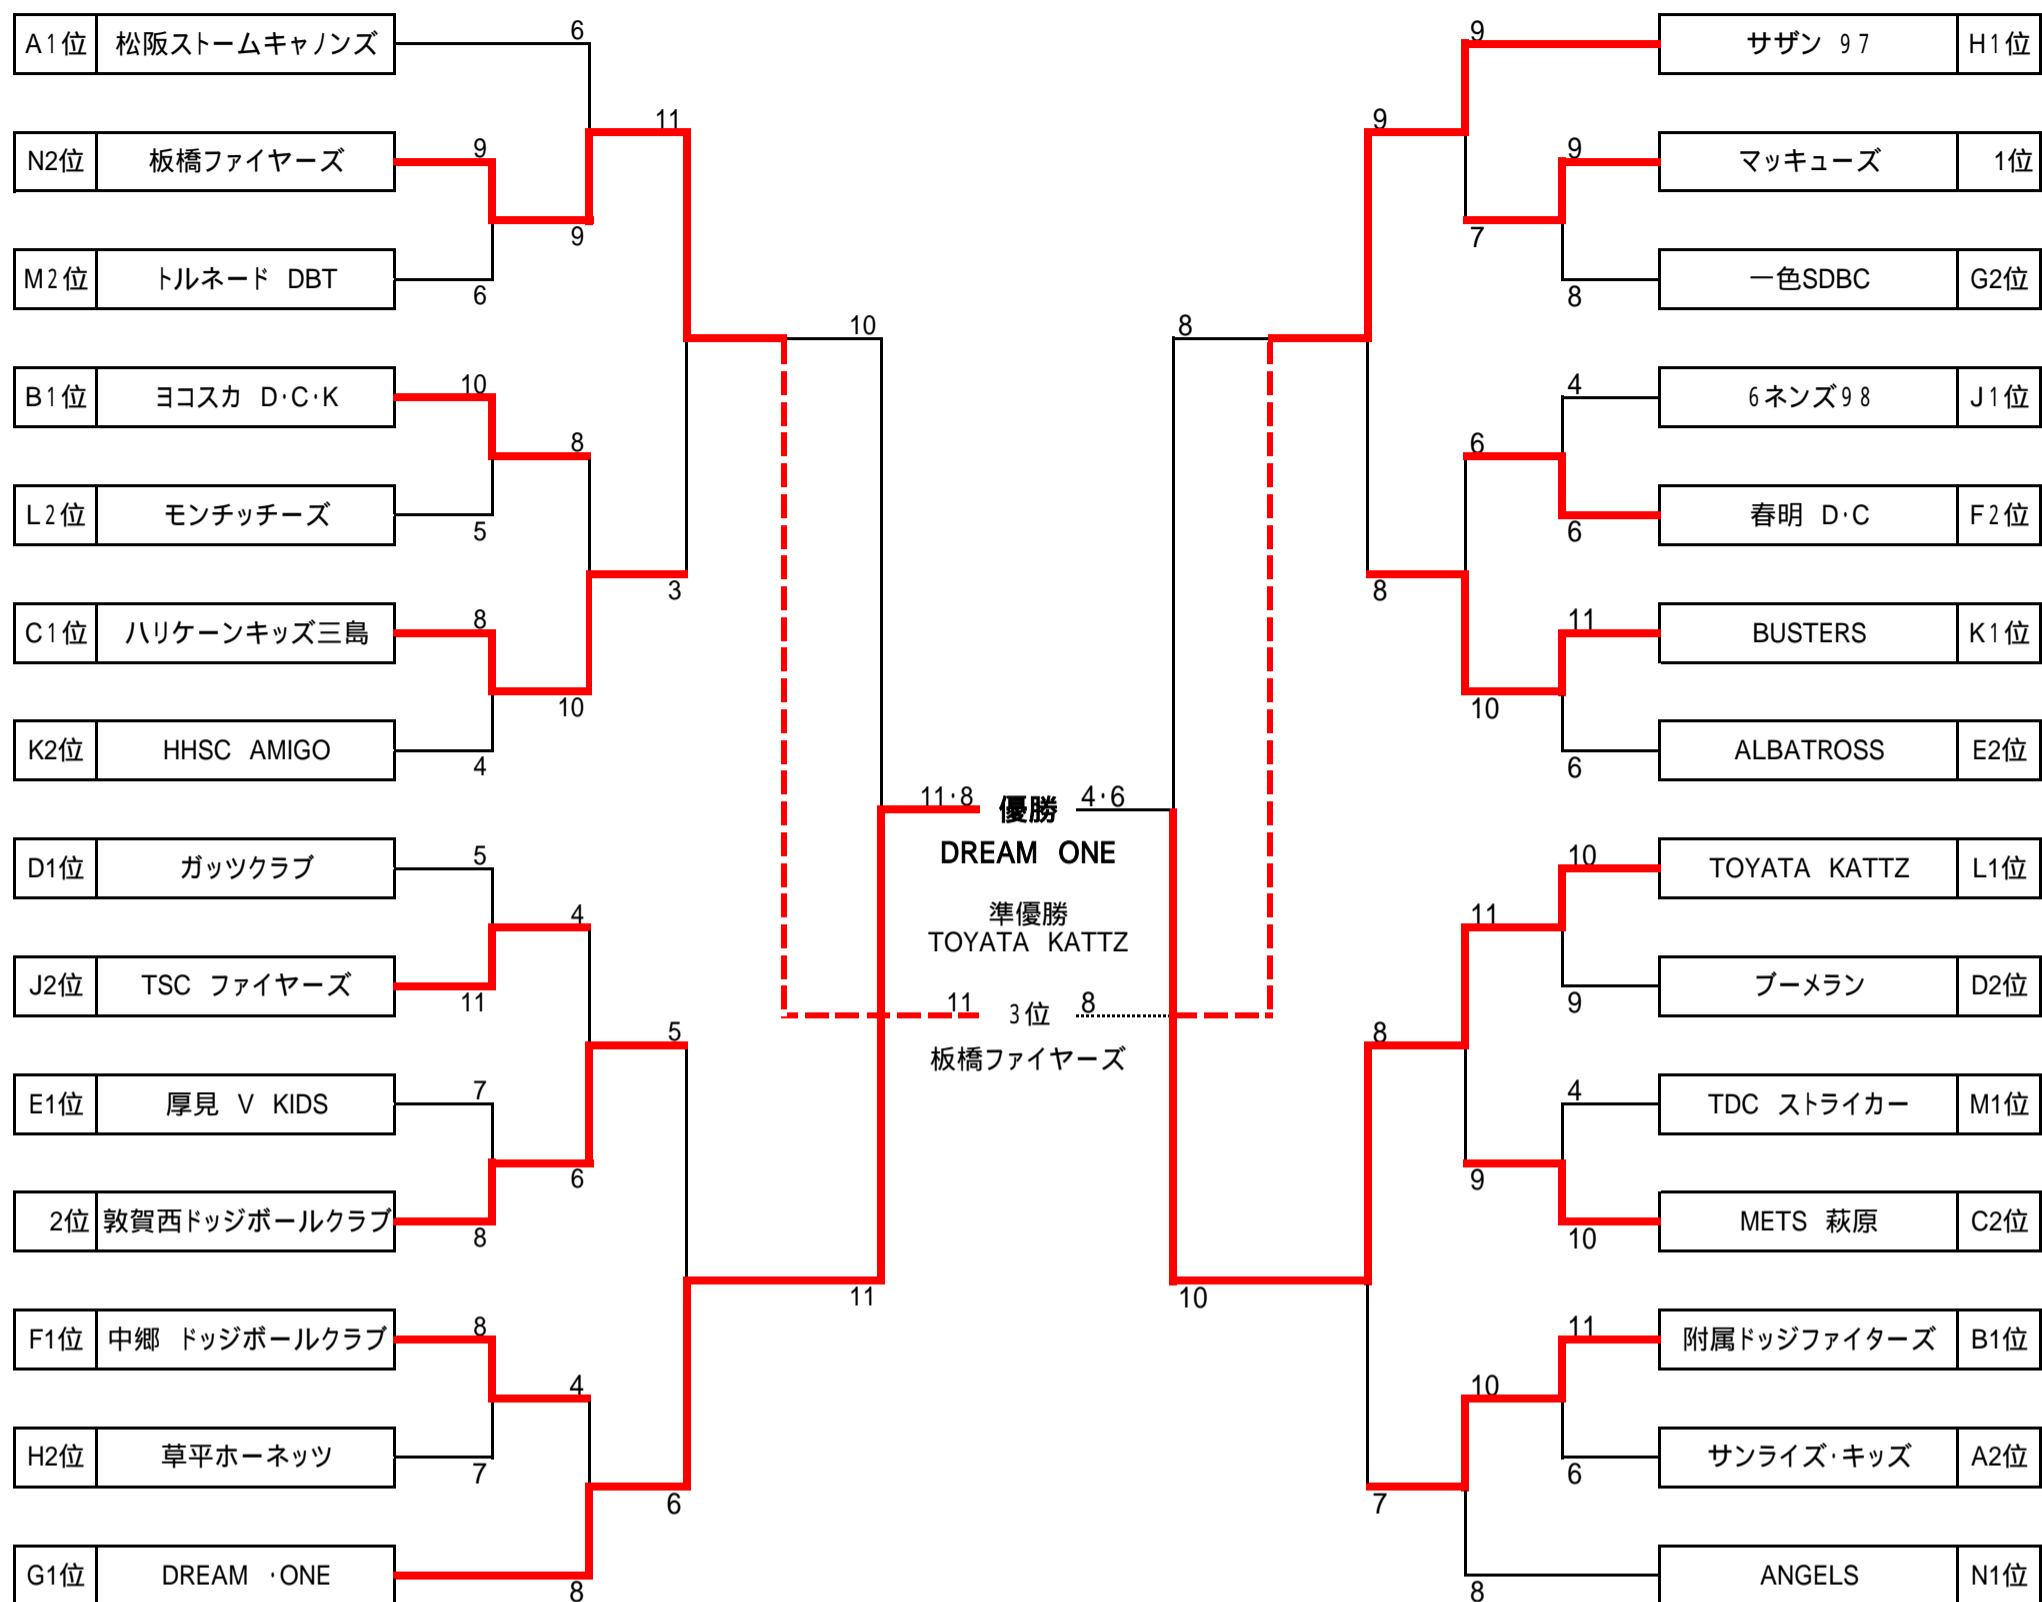 A1位 松阪ストームキャノンズ
6
11
N2位 板橋ファイヤーズ
9
9
M2位 トルネード DBT
6
10
B1位 ヨコスカ D・C・K
10
8
L2位 モンチッチーズ
5
3
C1位 ハリケーンキッズ三島
8
10
K2位 HHSC AMIGO
4
D1位 ガッツクラブ
5
4
J2位 TSC ファイヤーズ
11
5
E1位 厚見 V KIDS
7
6
2位 敦賀西ドッジボールクラブ
8
11
F1位 中郷 ドッジボールクラブ
8
4
H2位 草平ホーネッツ
7
6
G1位 DREAM ・ONE
8
11・8 優勝 4・6
DREAM ONE
準優勝
TOYATA KATTZ
11 3位 8
板橋ファイヤーズ
9
サザン 97 H1位
9
9
マッキューズ 1位
7
8
一色SDBC G2位
8
4
6ネンズ98 J1位
6
6
春明 D・C F2位
8
11
BUSTERS K1位
10
6
ALBATROSS E2位
10
TOYATA KATTZ L1位
11
9
ブーメラン D2位
8
4
TDC ストライカー M1位
9
10
METS 萩原 C2位
10
11
附属ドッジファイターズ B1位
10
6
サンライズ・キッズ A2位
7
8
ANGELS N1位